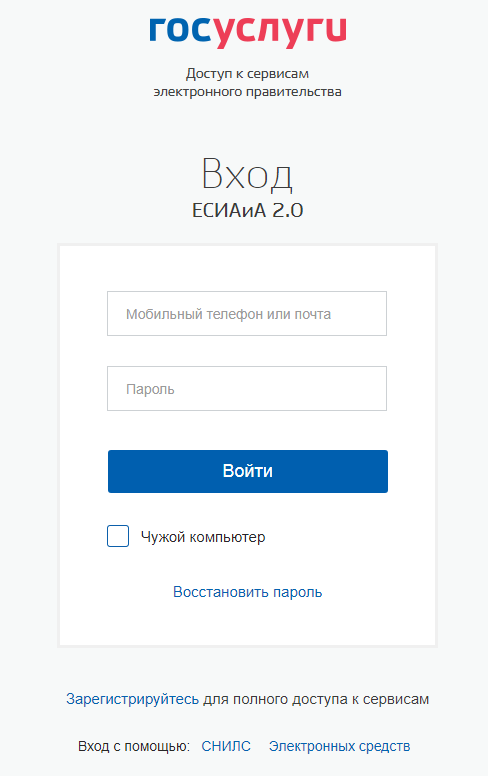 госуслуги
Доступ к сервисам
электронного правительства
Вход
ЕСИАиА 2.0
Мобильный телефон или почта
Пароль
Войти
Чужой компьютер
Восстановить пароль
Зарегистрируйтесь для полного доступа к сервисам
Вход с помощью: СНИЛС Электронных средств